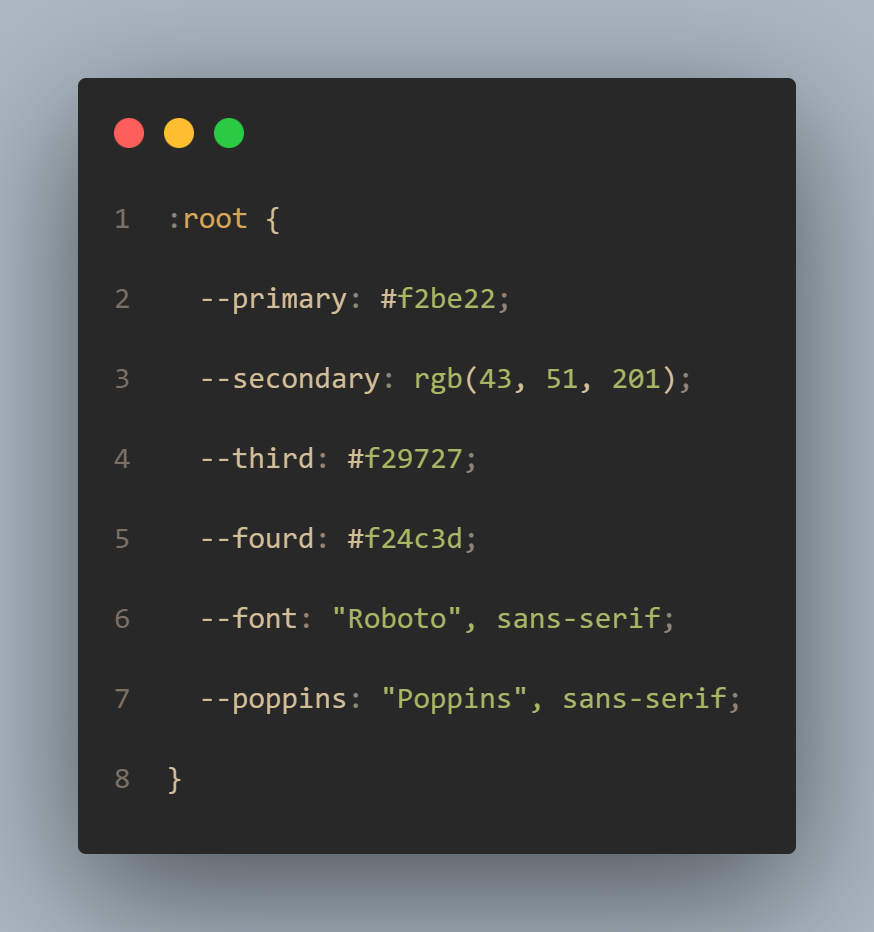 1 :root {
2 --primary: #f2be22;
3 --secondary: rgb(43, 51, 201);
4 --third: #f29727;
5 --fourd: #f24c3d;
6 --font: "Roboto", sans-serif;
7 --poppins: "Poppins", sans-serif;
8 }